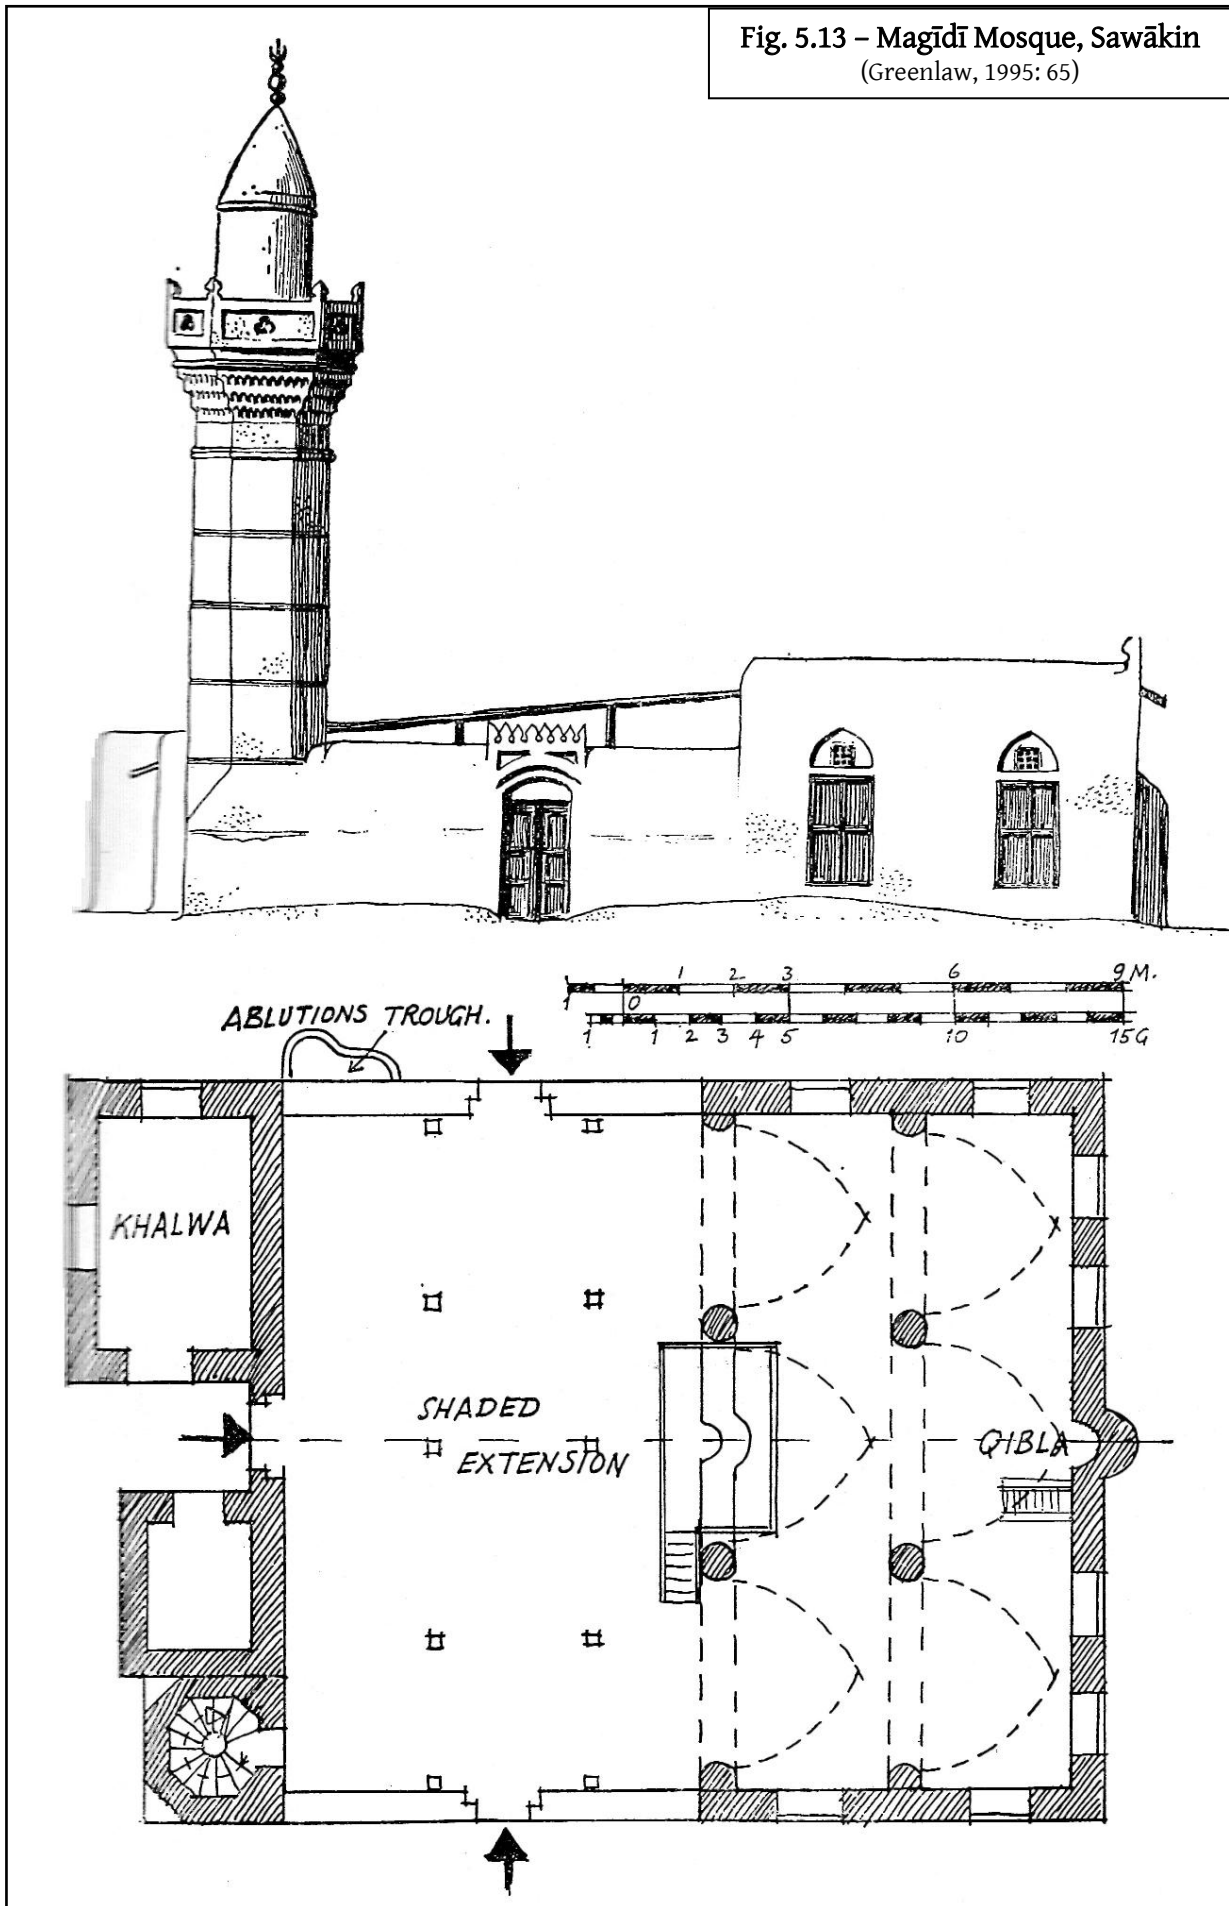 Fig. 5.13 – Magīdī Mosque, Sawākin
(Greenlaw, 1995: 65)
1 2 3 6 9 M.
1 0
1 1 2 3 4 5 10 15 G
ABLUTIONS TROUGH.
KHALWA
SHADED
EXTENSION
QIBLA